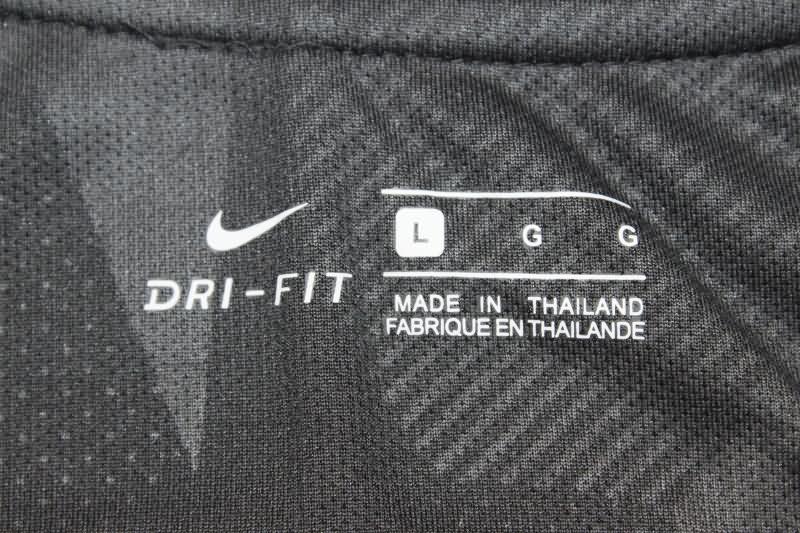 DRI-FIT
L G G
MADE IN THAILAND
FABRIQUE EN THAILANDE